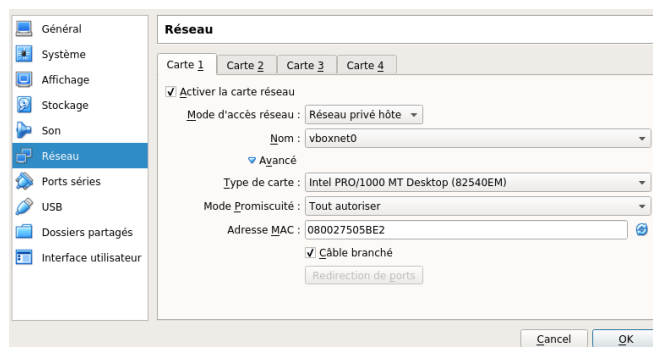 Général
Système
Affichage
Stockage
Son
Réseau
Ports séries
USB
Dossiers partagés
Interface utilisateur
Réseau
Carte 1 Carte 2 Carte 3 Carte 4
Activer la carte réseau
Mode d'accès réseau : Réseau privé hôte
Nom : vboxnet0
Avancé
Type de carte : Intel PRO/1000 MT Desktop (82540EM)
Mode Promiscuité : Tout autoriser
Adresse MAC : 080027505BE2
Câble branché
Redirection de ports
Cancel OK